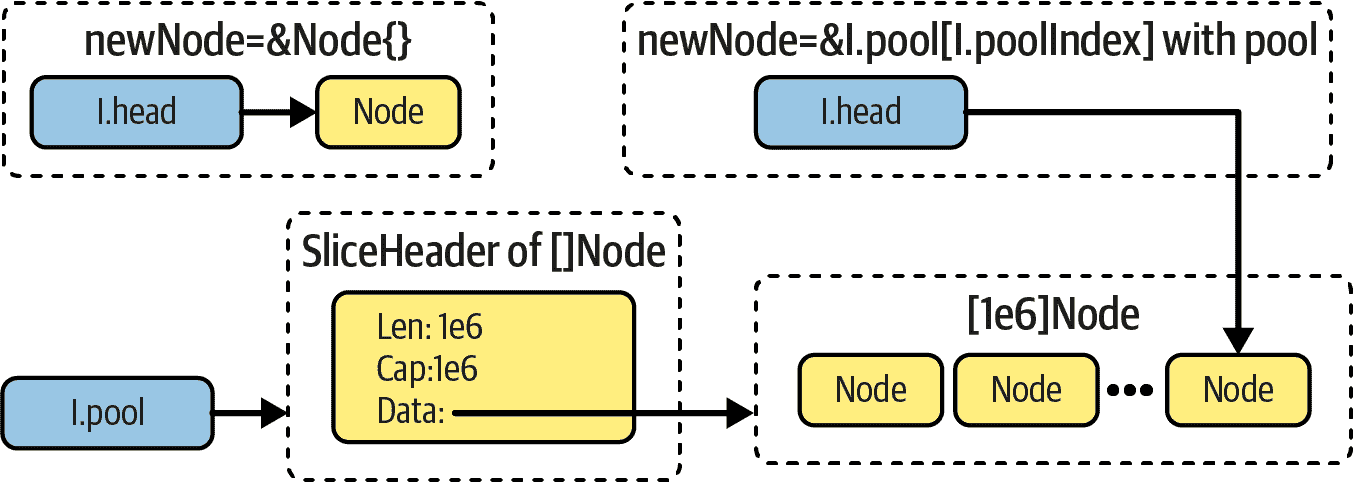 newNode=&Node{}
I.head
Node
newNode=&I.pool[I.poolIndex] with pool
I.head
SliceHeader of []Node
Len: 1e6
Cap:1e6
Data:
I.pool
[1e6]Node
Node
Node
•••
Node